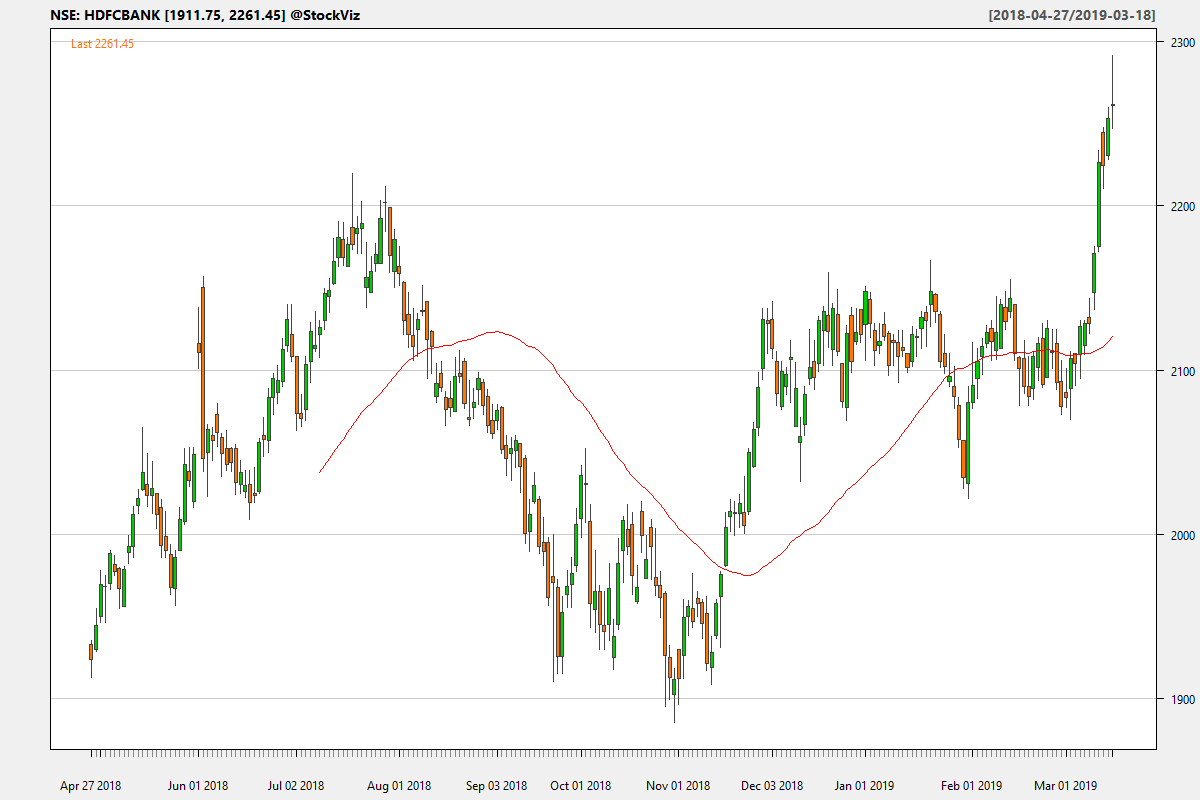 NSE: HDFCBANK [1911.75, 2261.45] @StockViz
[2018-04-27/2019-03-18]
Last 2261.45
2300
2200
2100
2000
1900
Apr 27 2018 Jun 01 2018 Jul 02 2018 Aug 01 2018 Sep 03 2018 Oct 01 2018 Nov 01 2018 Dec 03 2018 Jan 01 2019 Feb 01 2019 Mar 01 2019